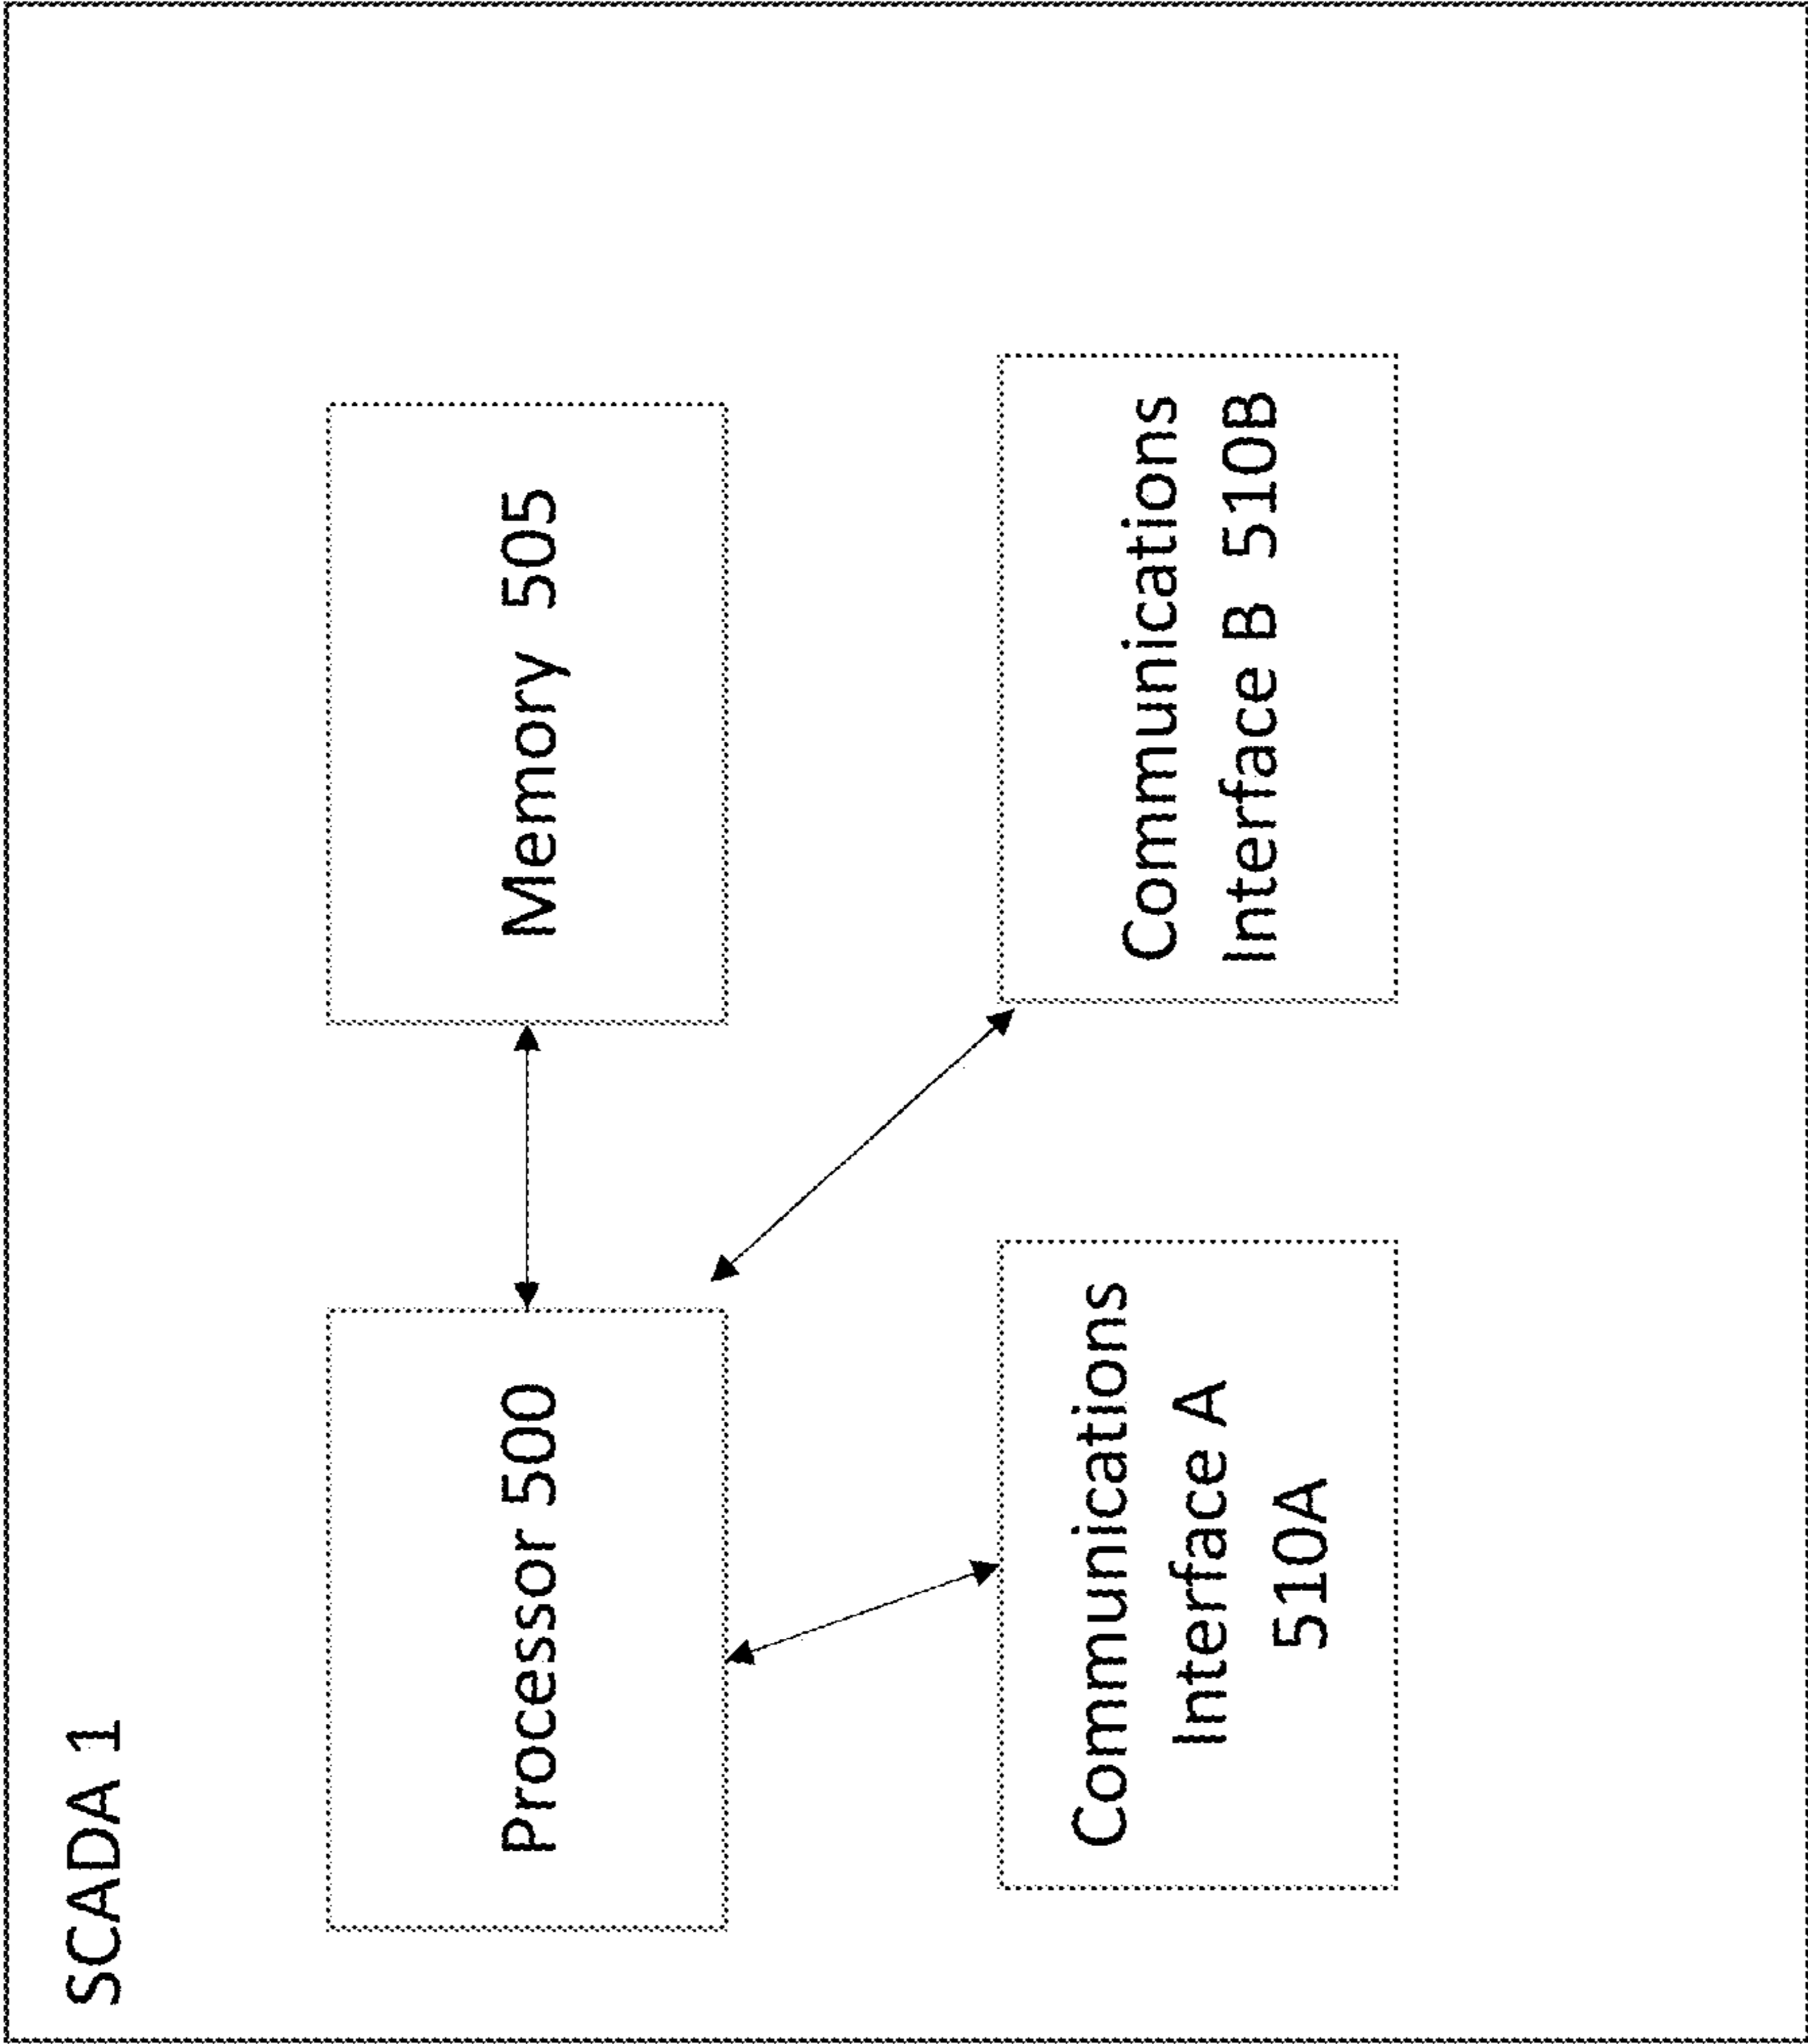 SCADA 1
Processor 500
Memory 505
Communications
Interface A
510A
Communications
Interface B 510B